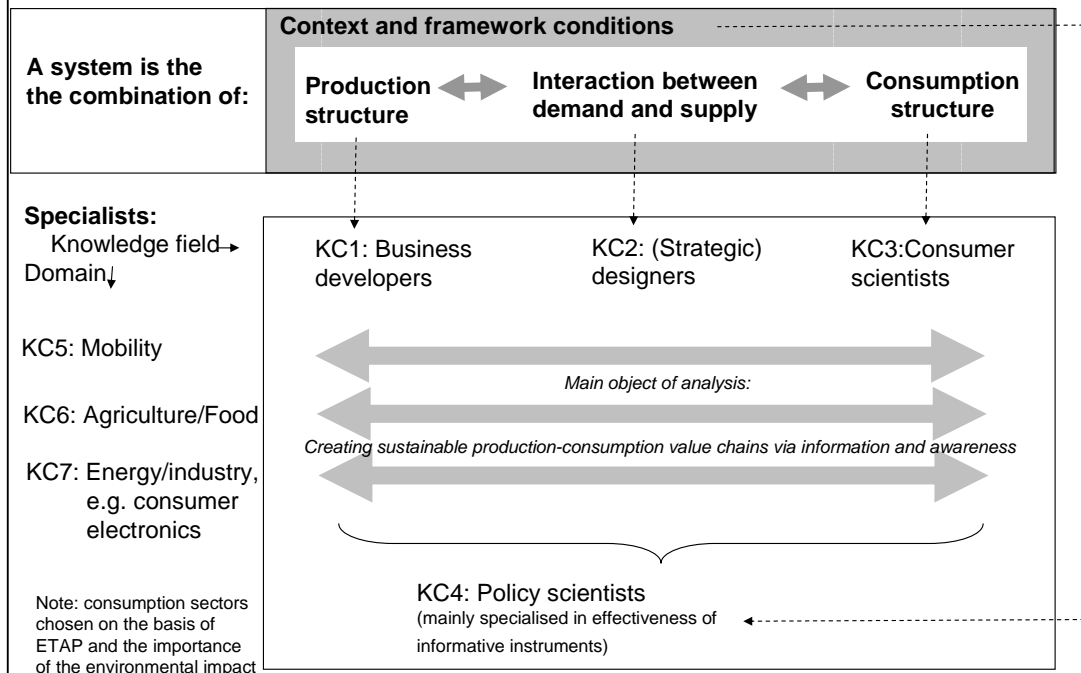 Context and framework conditions
A system is the
the combination of:
Production
structure
Interaction between
demand and supply
Consumption
structure
Specialists:
Knowledge field
Domain
KC1: Business
developers
KC2: (Strategic)
designers
KC3:Consumer
scientists
KC5: Mobility
Main object of analysis:
KC6: Agriculture/Food
Creating sustainable production-consumption value chains via information and awareness
KC7: Energy/industry,
e.g. consumer
electronics
KC4: Policy scientists
(mainly specialised in effectiveness of
informative instruments)
Note: consumption sectors
chosen on the basis of
ETAP and the importance
of the environmental impact